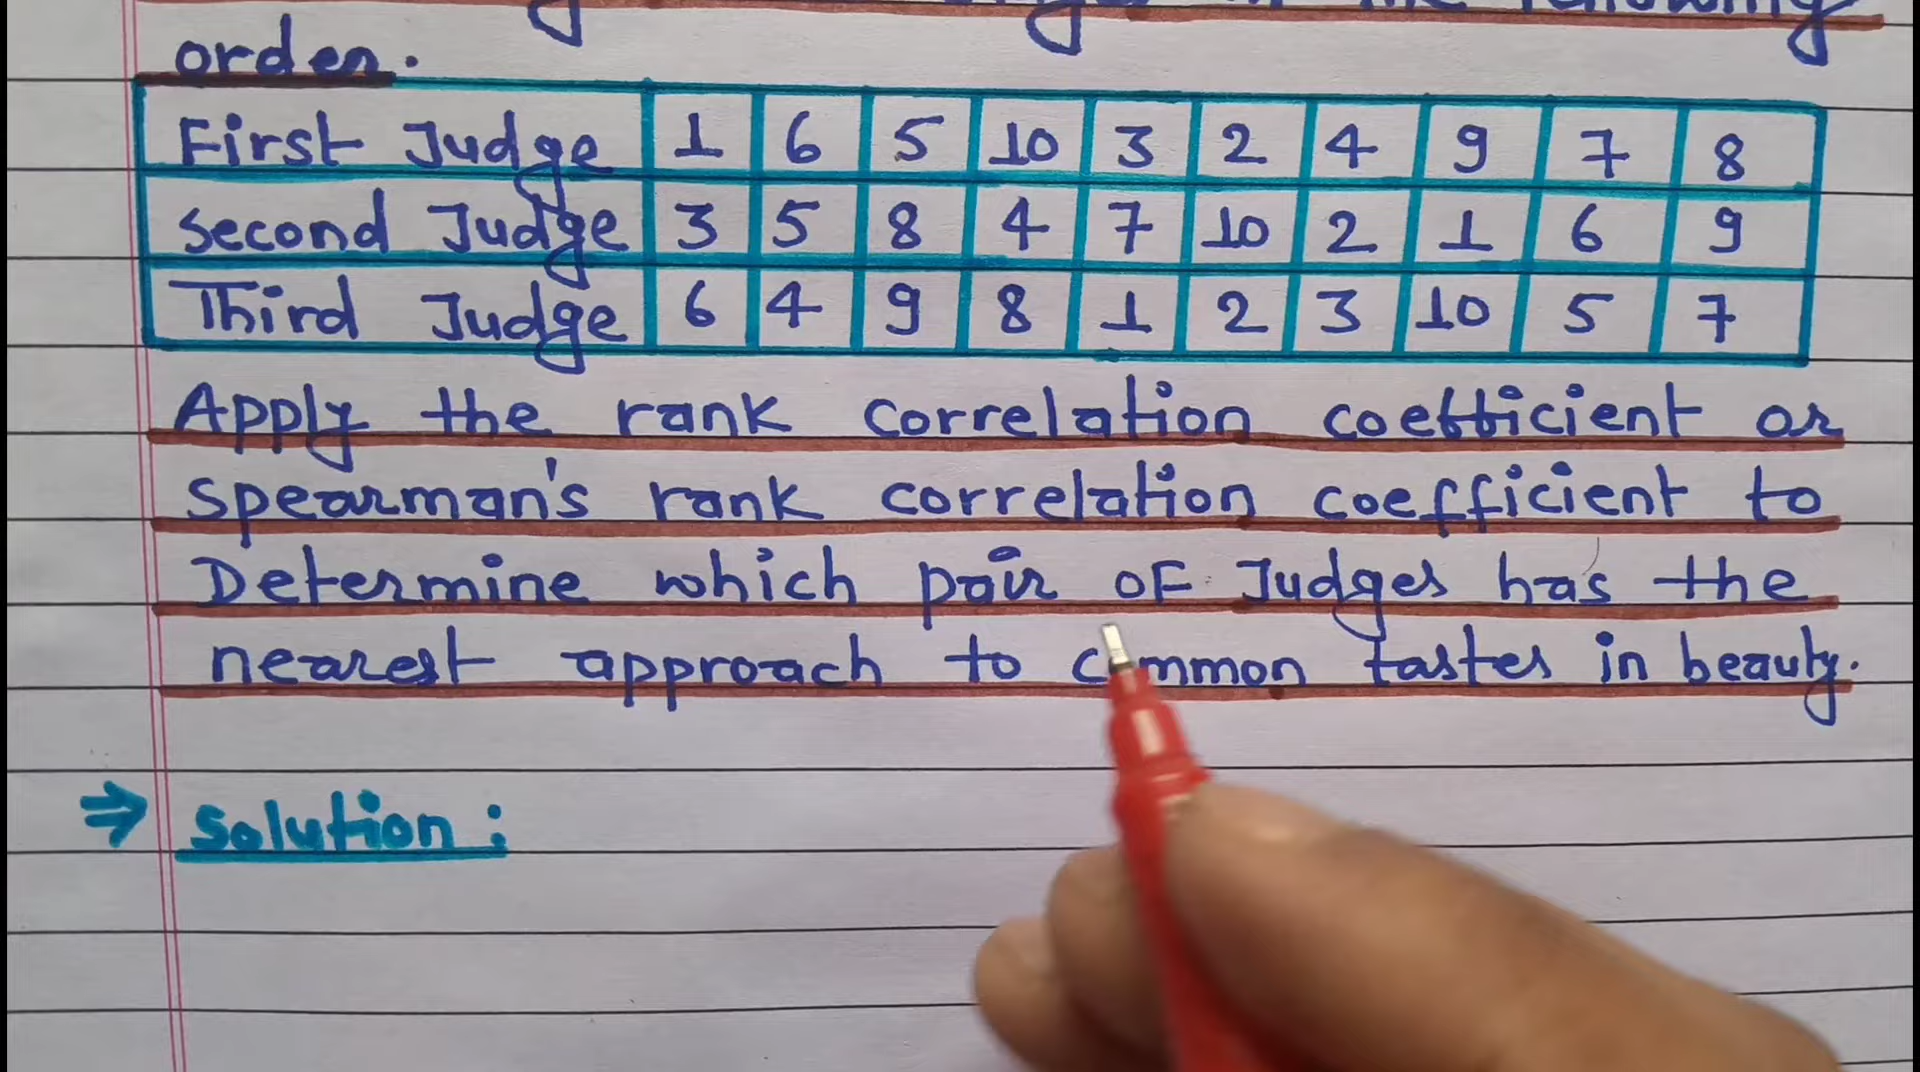 in the following
order.
First Judge 1 6 5 10 3 2 4 9 7 8
second Judge 3 5 8 4 7 10 2 1 6 9
Third Judge 6 4 9 8 1 2 3 10 5 7
Apply the rank correlation coefficient or
spearman's rank correlation coefficient to
Determine which pair OF Judges has the
nearest approach to common tastes in beauty.
⇒ Solution: